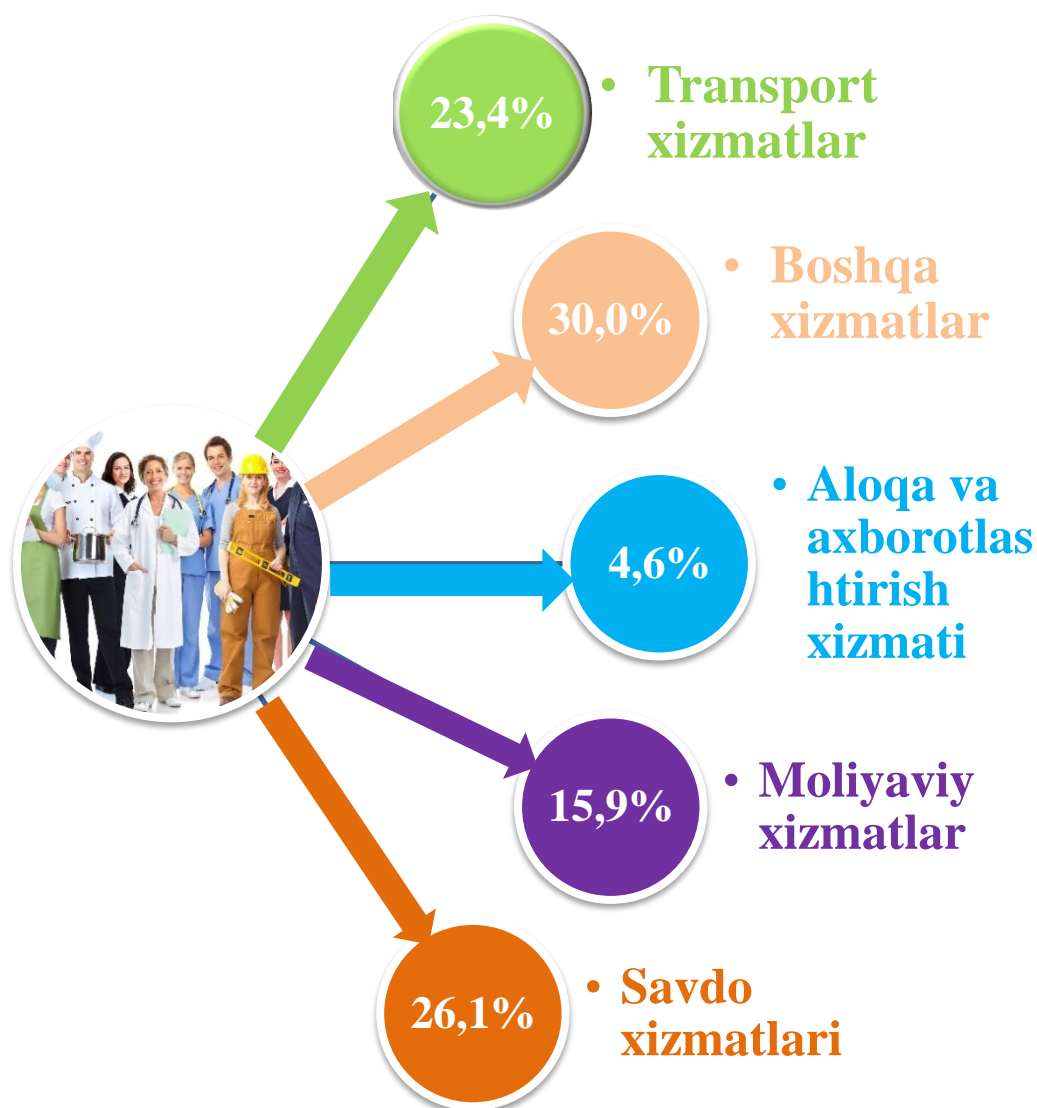 23,4%
• Transport
xizmatlar
30,0%
• Boshqa
xizmatlar
4,6%
• Aloqa va
axborotlas
htirish
xizmati
15,9%
• Moliyaviy
xizmatlar
26,1%
• Savdo
xizmatlari